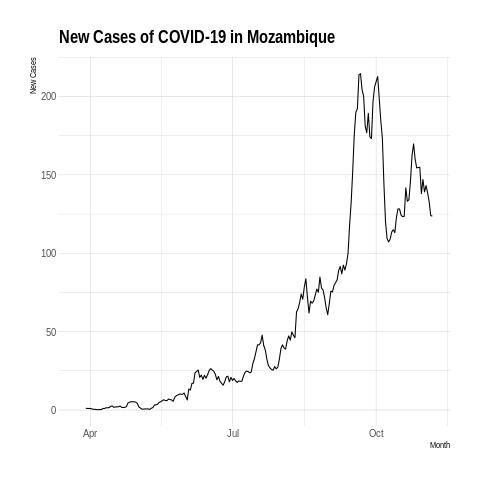 New Cases of COVID-19 in Mozambique
New Cases
200
150
100
50
0
Apr
Jul
Oct
Month